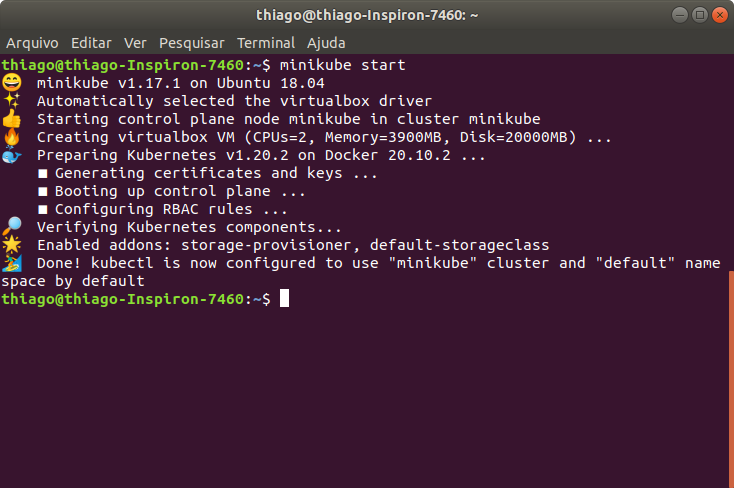 thiago@thiago-Inspiron-7460: ~
Arquivo Editar Ver Pesquisar Terminal Ajuda
thiago@thiago-Inspiron-7460:~$ minikube start
😄 minikube v1.17.1 on Ubuntu 18.04
✨ Automatically selected the virtualbox driver
👍 Starting control plane node minikube in cluster minikube
🔥 Creating virtualbox VM (CPUs=2, Memory=3900MB, Disk=20000MB) ...
🐳 Preparing Kubernetes v1.20.2 on Docker 20.10.2 ...
▪ Generating certificates and keys ...
▪ Booting up control plane ...
▪ Configuring RBAC rules ...
🔎 Verifying Kubernetes components...
🌟 Enabled addons: storage-provisioner, default-storageclass
🏄 Done! kubectl is now configured to use "minikube" cluster and "default" name
space by default
thiago@thiago-Inspiron-7460:~$